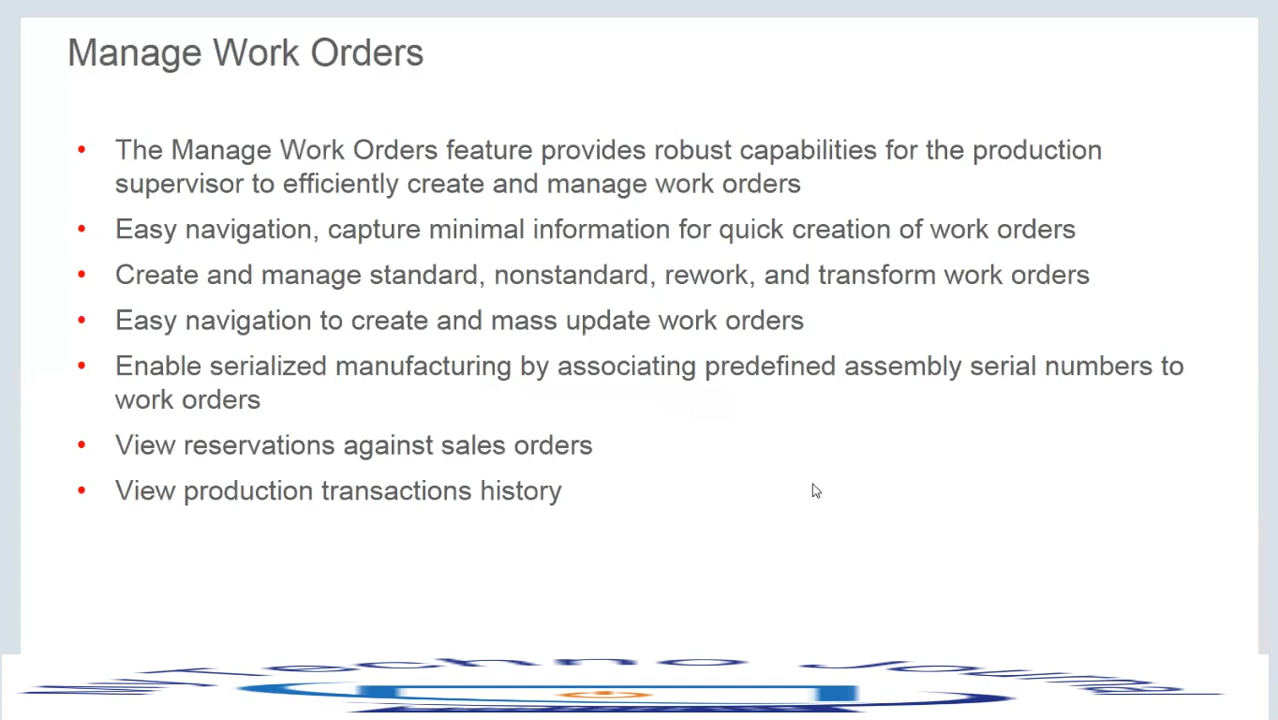 Manage Work Orders
• The Manage Work Orders feature provides robust capabilities for the production
supervisor to efficiently create and manage work orders
• Easy navigation, capture minimal information for quick creation of work orders
• Create and manage standard, nonstandard, rework, and transform work orders
• Easy navigation to create and mass update work orders
• Enable serialized manufacturing by associating predefined assembly serial numbers to
work orders
• View reservations against sales orders
• View production transactions history